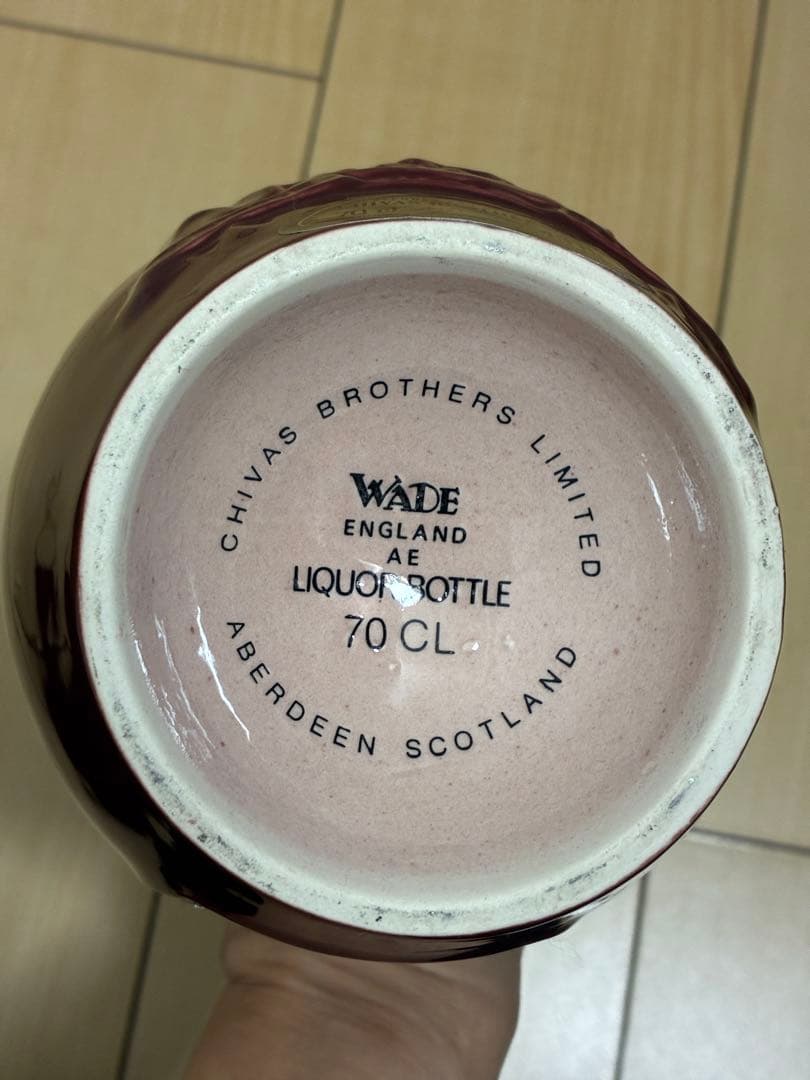 CHIVAS BROTHERS LIMITED
WADE
ENGLAND
AE
LIQUOR BOTTLE
70 CL
ABERDEEN SCOTLAND